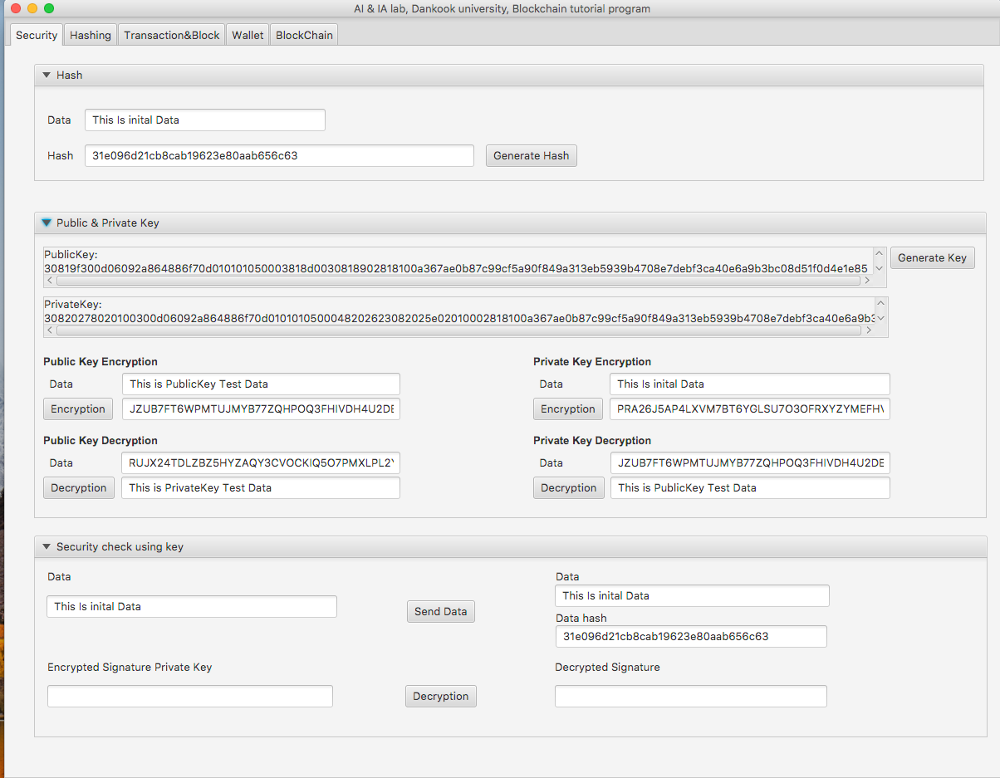 AI & IA lab, Dankook university, Blockchain tutorial program
Security Hashing Transaction&Block Wallet BlockChain
Hash
Data This Is inital Data
Hash 31e096d21cb8cab19623e80aab656c63 Generate Hash
Public & Private Key
PublicKey:
30819f300d06092a864886f70d010101050003818d0030818902818100a367ae0b87c99cf5a90f849a313eb5939b4708e7debf3ca40e6a9b3bc08d51f0d4e1e85
Generate Key
PrivateKey:
30820278020100300d06092a864886f70d0101010500048202623082025e02010002818100a367ae0b87c99cf5a90f849a313eb5939b4708e7debf3ca40e6a9b3
Public Key Encryption Private Key Encryption
Data This is PublicKey Test Data Data This Is inital Data
Encryption JZUB7FT6WPMTUJMYB77ZQHPOQ3FHIVDH4U2DE Encryption PRA26J5AP4LXVM7BT6YGLSU7O3OFRXYZYMEFHV
Public Key Decryption Private Key Decryption
Data RUJX24TDLZBZ5HYZAQY3CVOCKIQ5O7PMXLPL2Y Data JZUB7FT6WPMTUJMYB77ZQHPOQ3FHIVDH4U2DE
Decryption This is PrivateKey Test Data Decryption This is PublicKey Test Data
Security check using key
Data Data
This Is inital Data Send Data This Is inital Data
Data hash
31e096d21cb8cab19623e80aab656c63
Encrypted Signature Private Key Decrypted Signature
Decryption